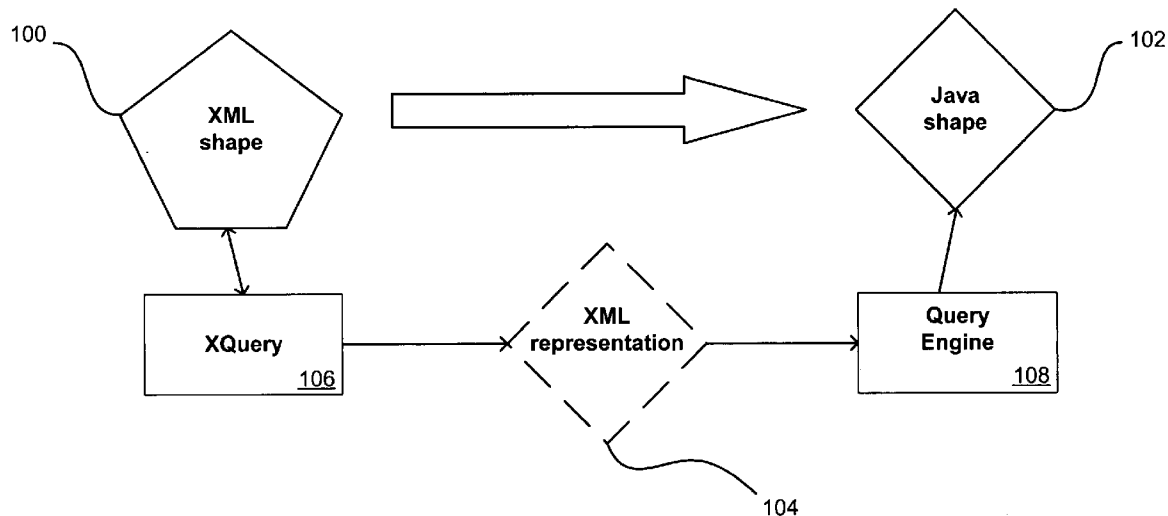 100
XML
shape
Java
shape
102
XQuery
106
XML
representation
Query
Engine
108
104